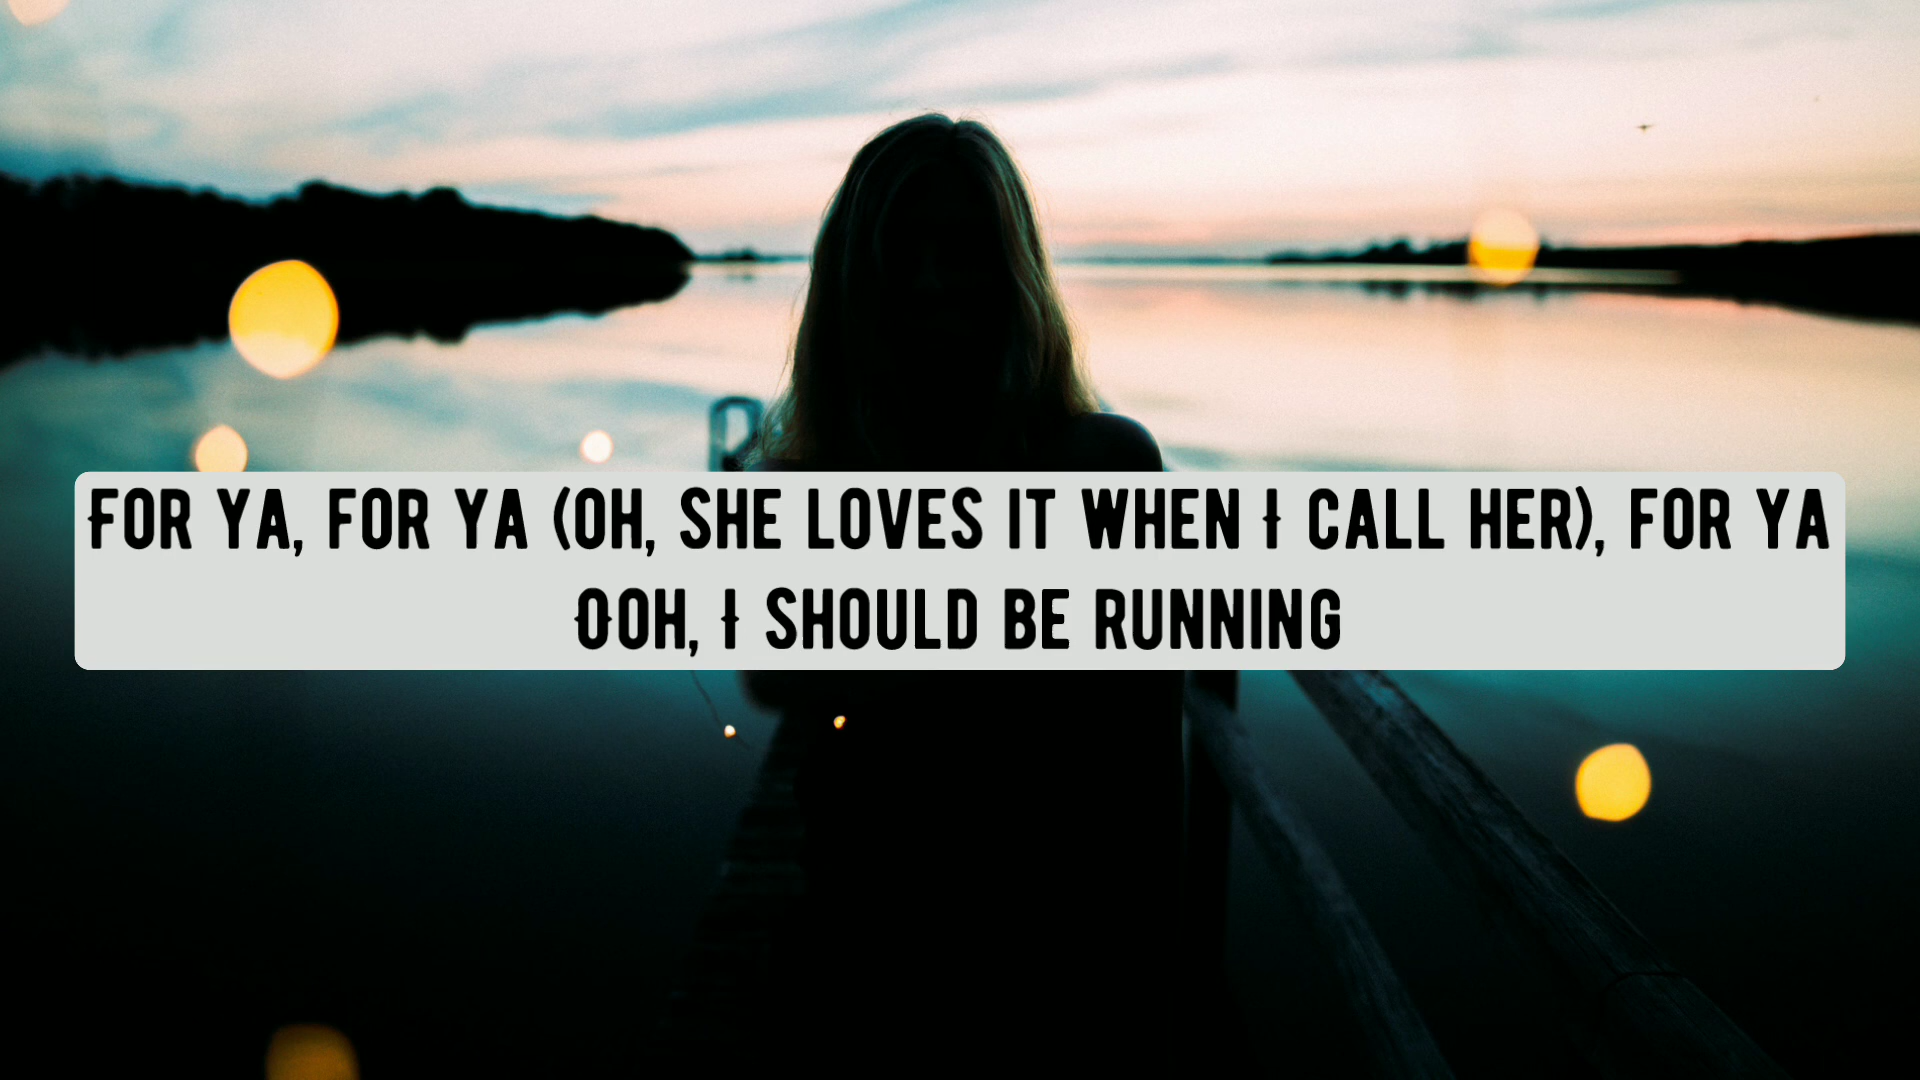 For ya, for ya (oh, she loves it when I call her), for ya
Ooh, I should be running